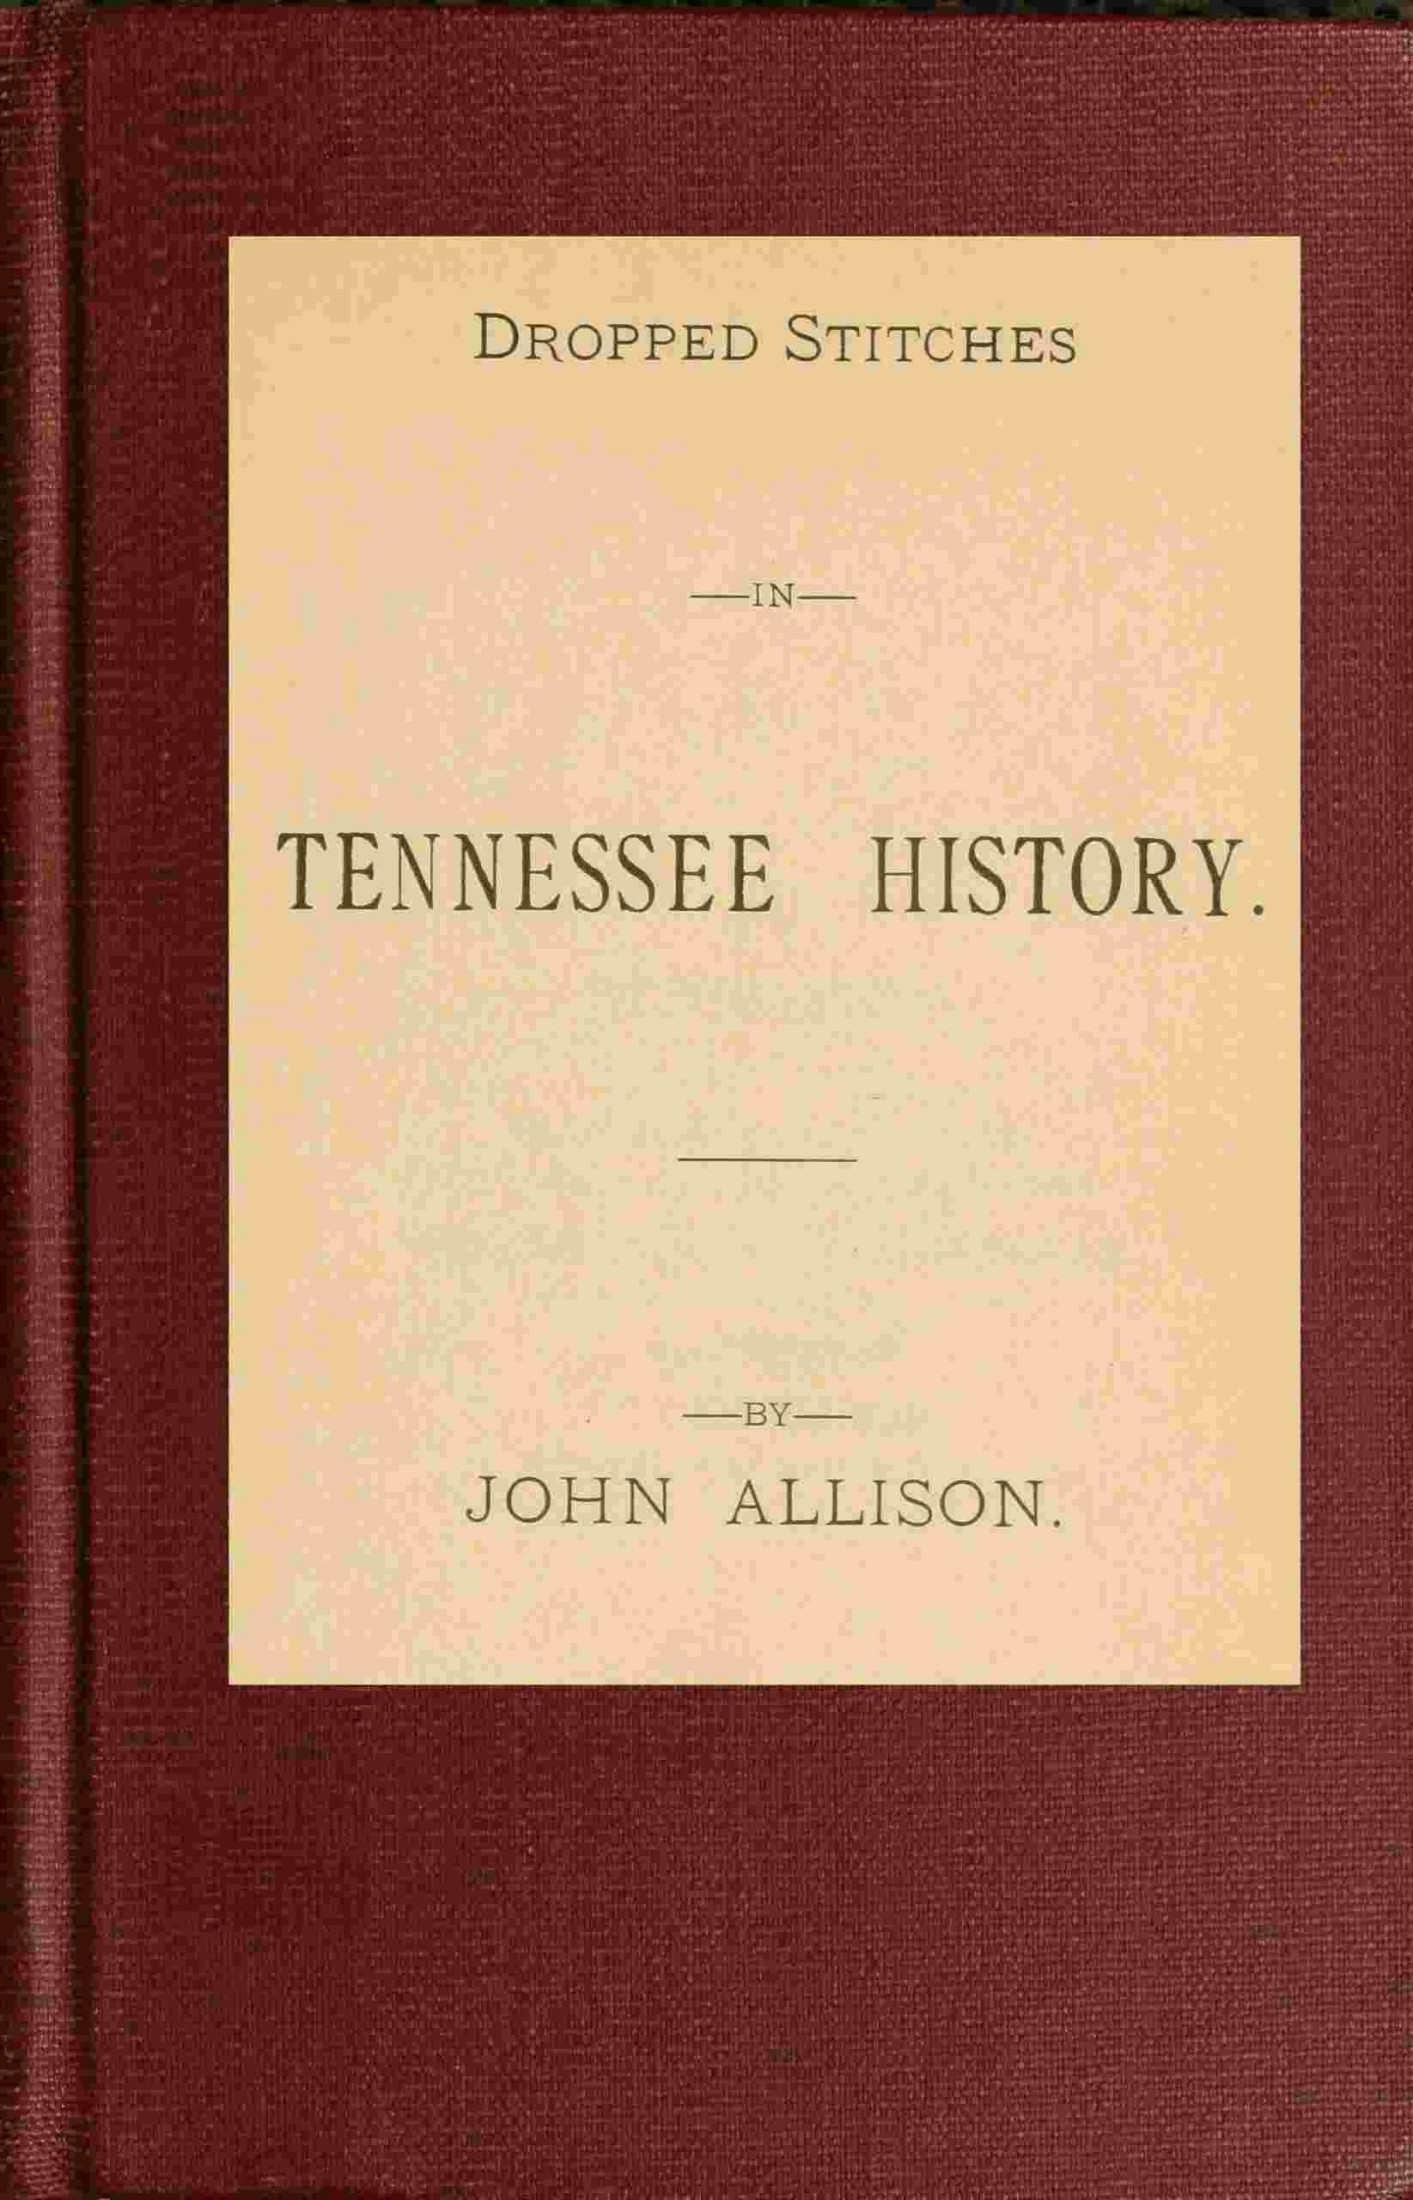 DROPPED STITCHES
—IN—
TENNESSEE HISTORY.
—BY—
JOHN ALLISON.